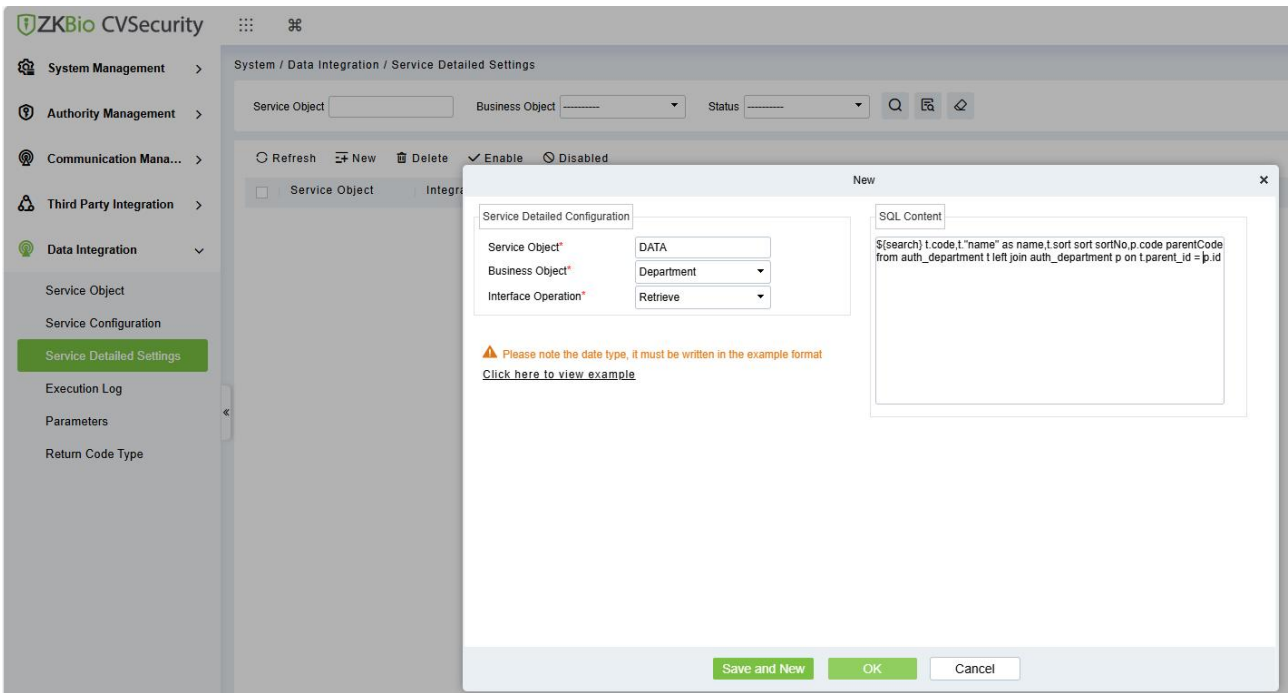 ZKBio CVSecurity
System Management
Authority Management
Communication Mana...
Third Party Integration
Data Integration
Service Object
Service Configuration
Service Detailed Settings
Execution Log
Parameters
Return Code Type
System / Data Integration / Service Detailed Settings
Service Object
Business Object ----------
Status ----------
Refresh New Delete Enable Disabled
Service Object Integra
New
Service Detailed Configuration
Service Object* DATA
Business Object* Department
Interface Operation* Retrieve
Please note the date type, it must be written in the example format
Click here to view example
SQL Content
${search} t.code,t."name" as name,t.sort sort sortNo,p.code parentCode
from auth_department t left join auth_department p on t.parent_id = p.id
Save and New OK Cancel